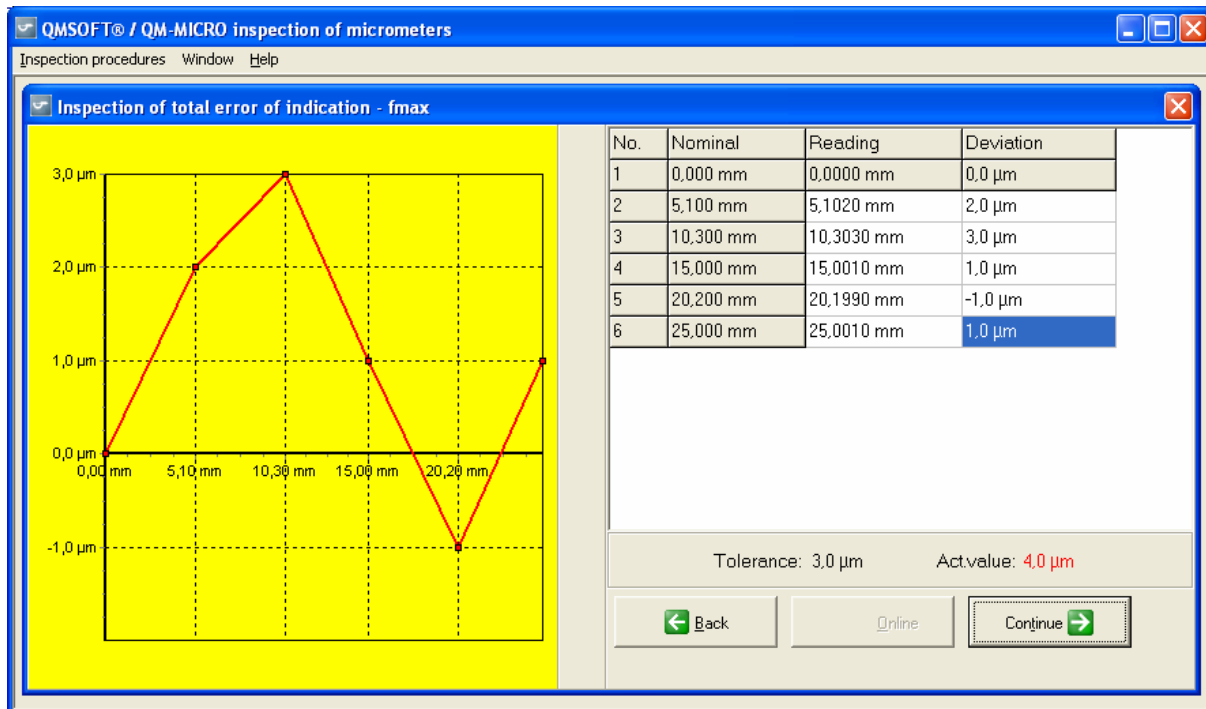 QMSOFT® / QM-MICRO inspection of micrometers
Inspection procedures Window Help
Inspection of total error of indication - fmax
3,0 µm
2,0 µm
1,0 µm
0,0 µm
0,00 mm 5,10 mm 10,30 mm 15,00 mm 20,20 mm
-1,0 µm
No. Nominal Reading Deviation
1 0,000 mm 0,0000 mm 0,0 µm
2 5,100 mm 5,1020 mm 2,0 µm
3 10,300 mm 10,3030 mm 3,0 µm
4 15,000 mm 15,0010 mm 1,0 µm
5 20,200 mm 20,1990 mm -1,0 µm
6 25,000 mm 25,0010 mm 1,0 µm
Tolerance: 3,0 µm Act.value: 4,0 µm
Back Online Continue